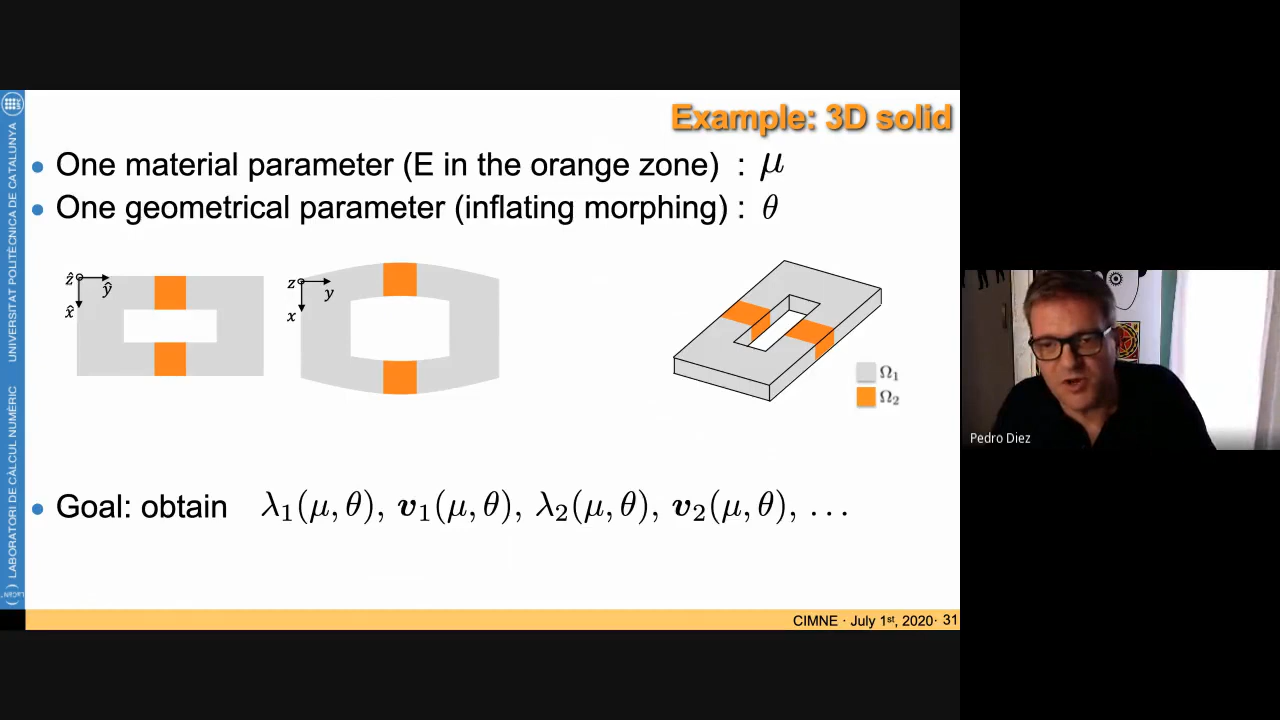 Example: 3D solid
• One material parameter (E in the orange zone) : μ
• One geometrical parameter (inflating morphing) : θ
ẑ ŷ x̂
z y x
Ω₁
Ω₂
• Goal: obtain λ₁(μ, θ), v₁(μ, θ), λ₂(μ, θ), v₂(μ, θ), …
CIMNE · July 1st, 2020 · 31
UNIVERSITAT POLITÈCNICA DE CATALUNYA
LABORATORI DE CÀLCUL NUMÈRIC
Pedro Diez